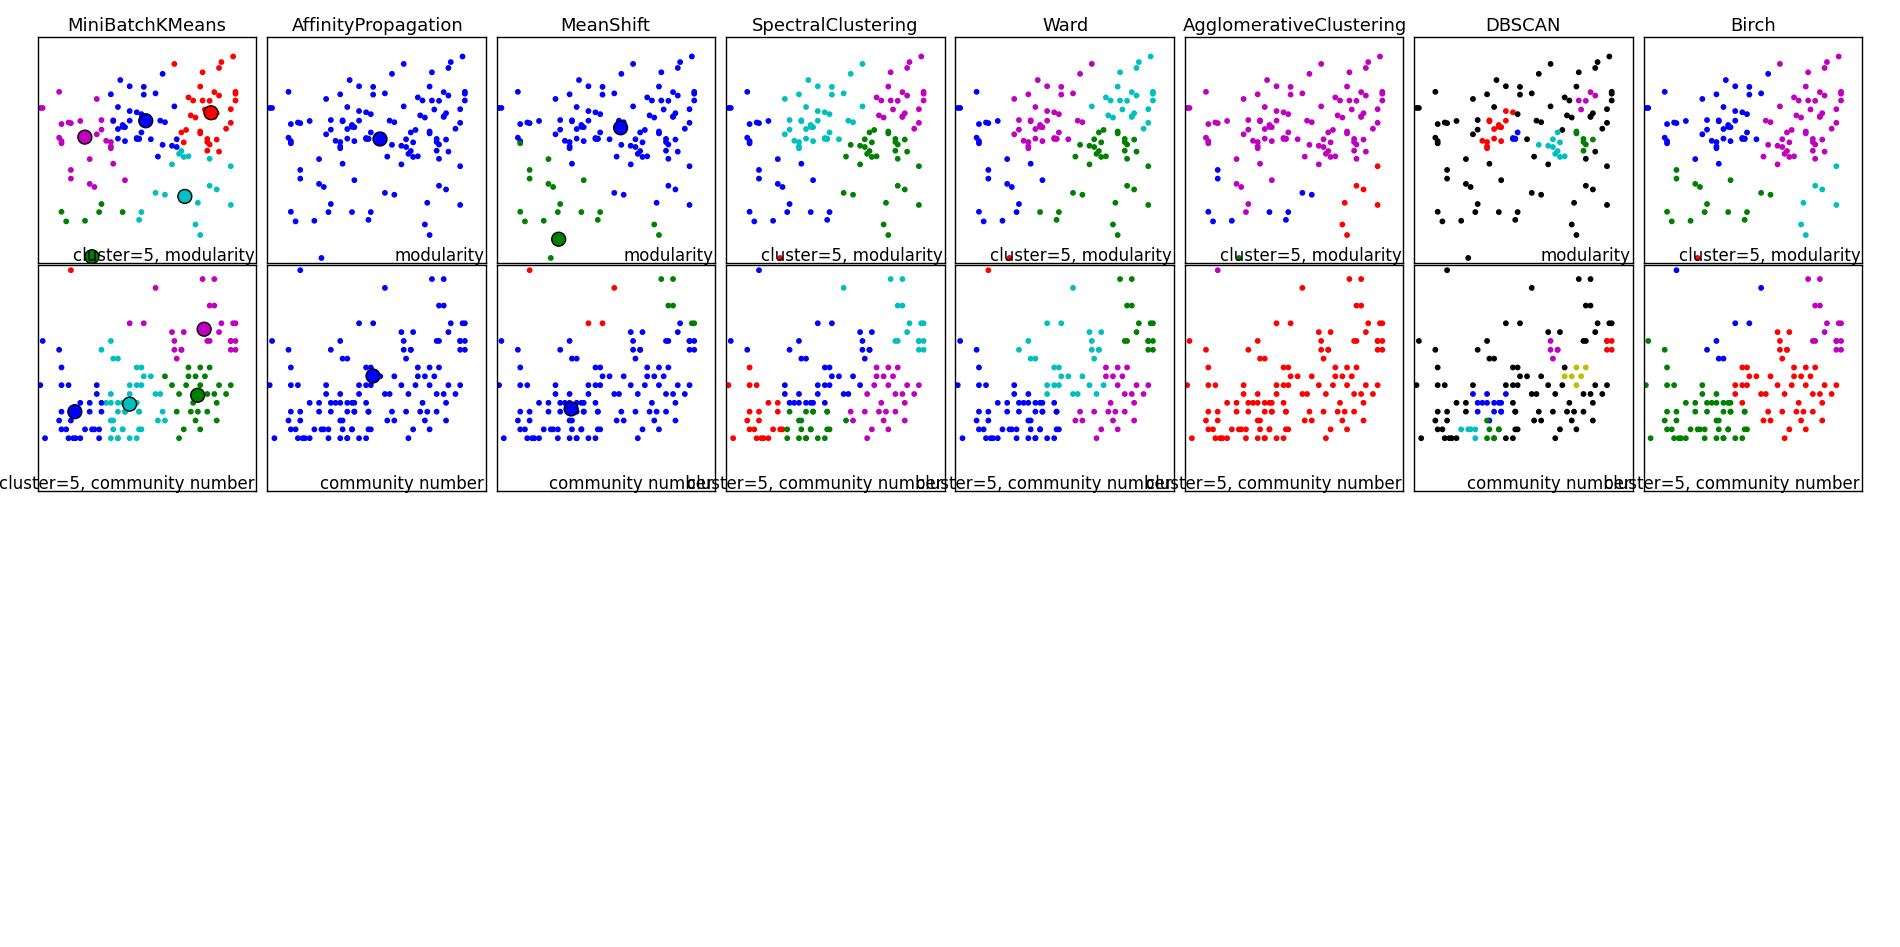 MiniBatchKMeans AffinityPropagation MeanShift SpectralClustering Ward AgglomerativeClustering DBSCAN Birch
cluster=5, modularity modularity modularity cluster=5, modularity cluster=5, modularity cluster=5, modularity modularity cluster=5, modularity
cluster=5, community number community number community number cluster=5, community number cluster=5, community number cluster=5, community number community number cluster=5, community number